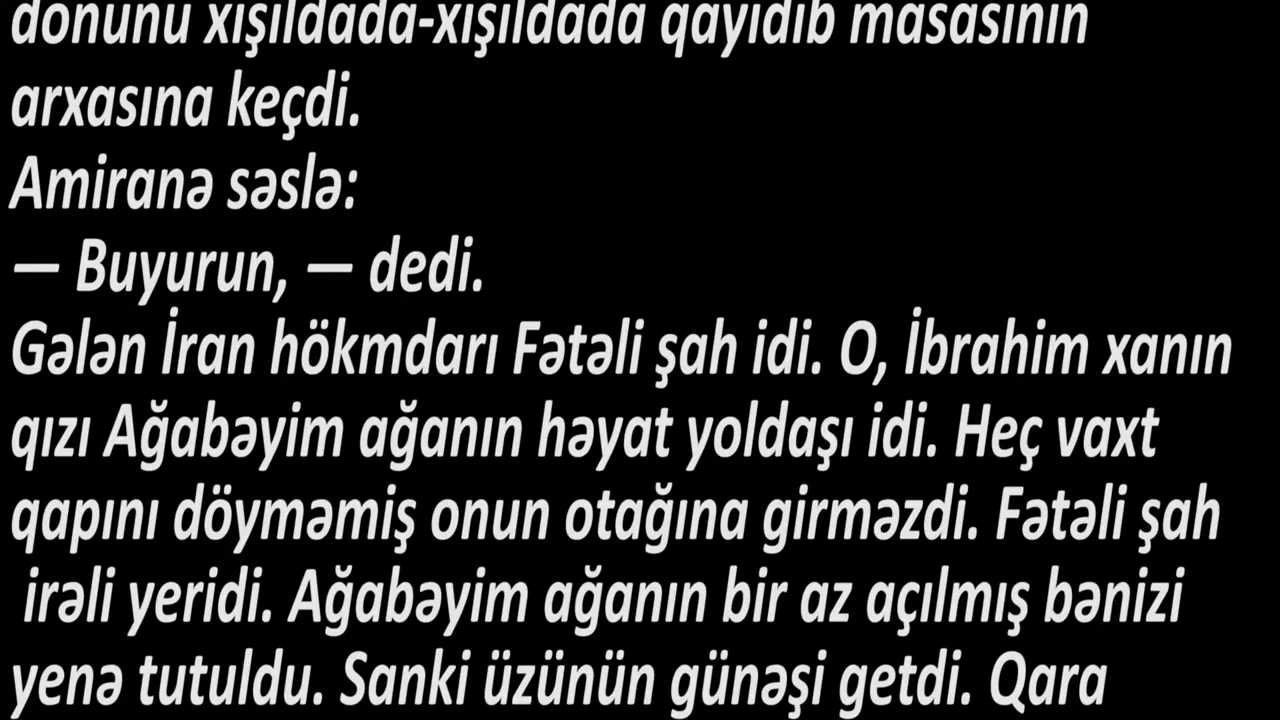 donunu xışıldada-xışıldada qayıdıb masasının
arxasına keçdi.
Amiranə səslə:
— Buyurun, — dedi.
Gələn İran hökmdarı Fətəli şah idi. O, İbrahim xanın
qızı Ağabəyim ağanın həyat yoldaşı idi. Heç vaxt
qapını döyməmiş onun otağına girməzdi. Fətəli şah
irəli yeridi. Ağabəyim ağanın bir az açılmış bənizi
yenə tutuldu. Sanki üzünün günəşi getdi. Qara